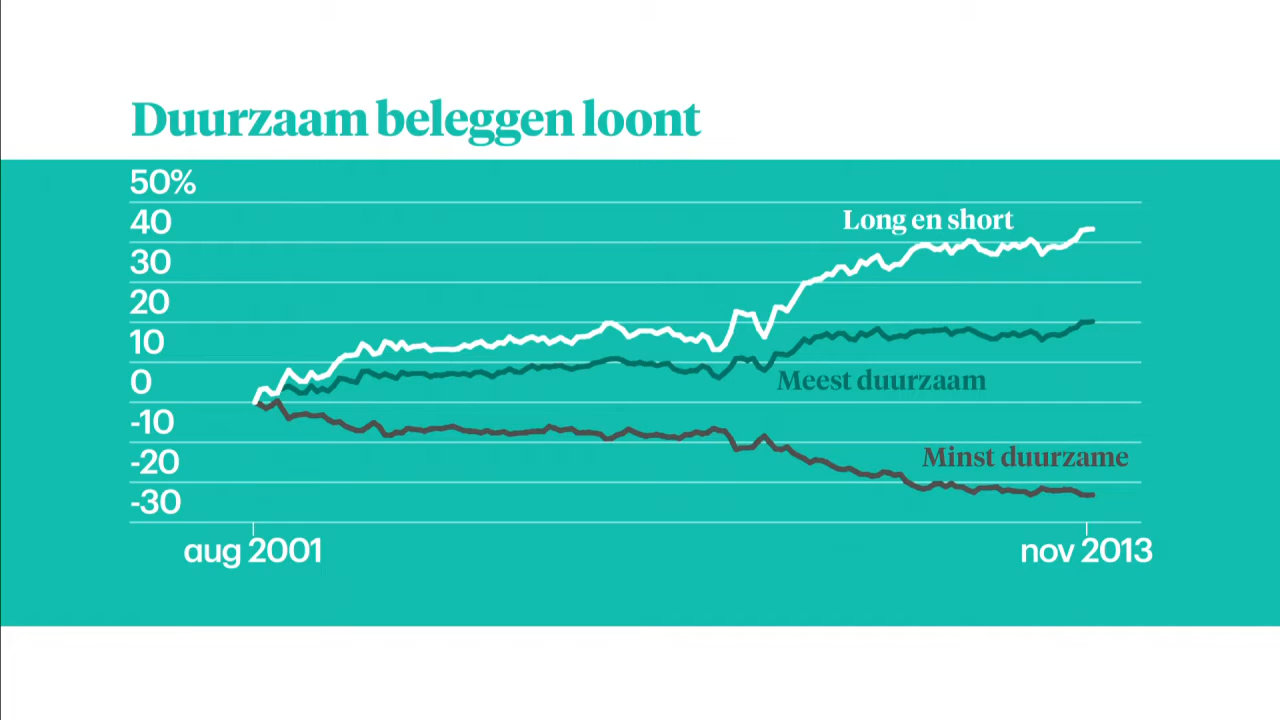 Duurzaam beleggen loont
50%
40
30
20
10
0
-10
-20
-30
Long en short
Meest duurzaam
Minst duurzame
aug 2001
nov 2013